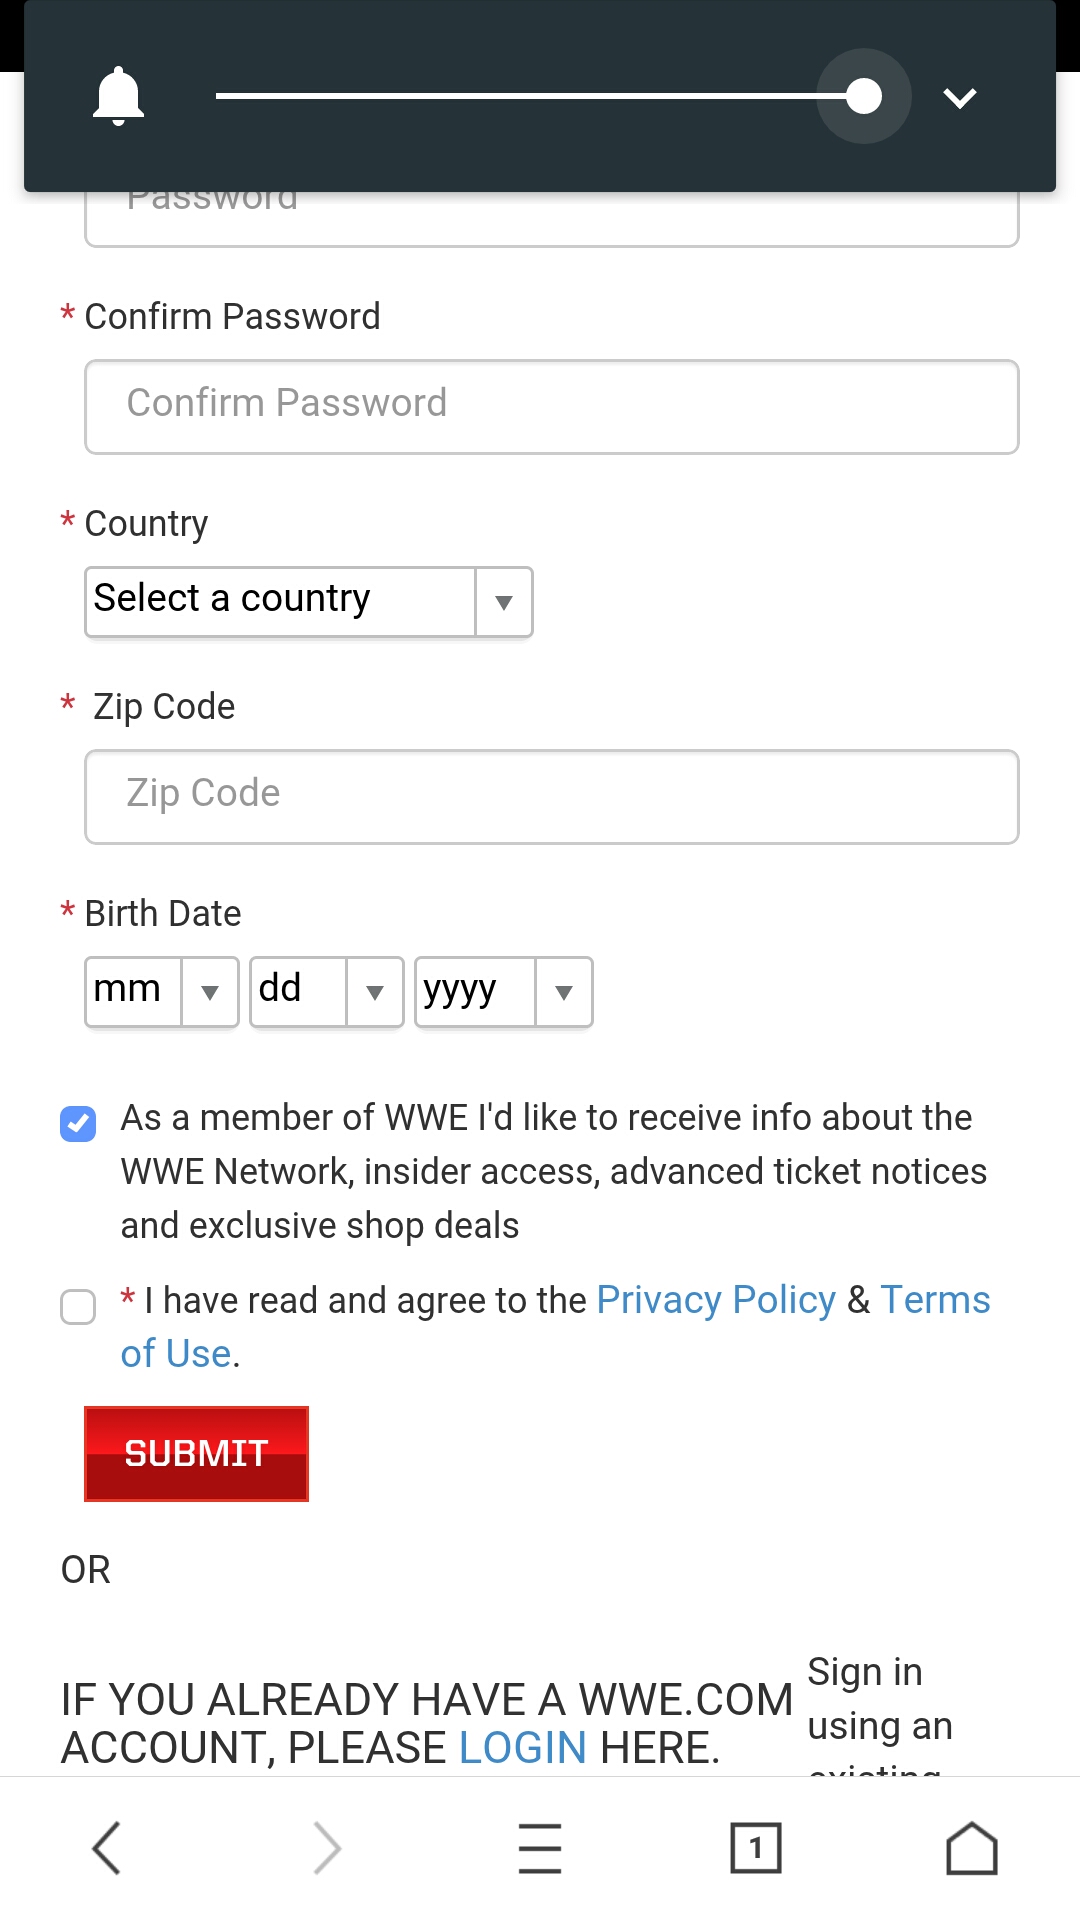 Password
* Confirm Password
Confirm Password
* Country
Select a country
* Zip Code
Zip Code
* Birth Date
mm dd yyyy
As a member of WWE I'd like to receive info about the
WWE Network, insider access, advanced ticket notices
and exclusive shop deals
* I have read and agree to the Privacy Policy & Terms
of Use.
SUBMIT
OR
IF YOU ALREADY HAVE A WWE.COM
ACCOUNT, PLEASE LOGIN HERE.
Sign in
using an
existing
1